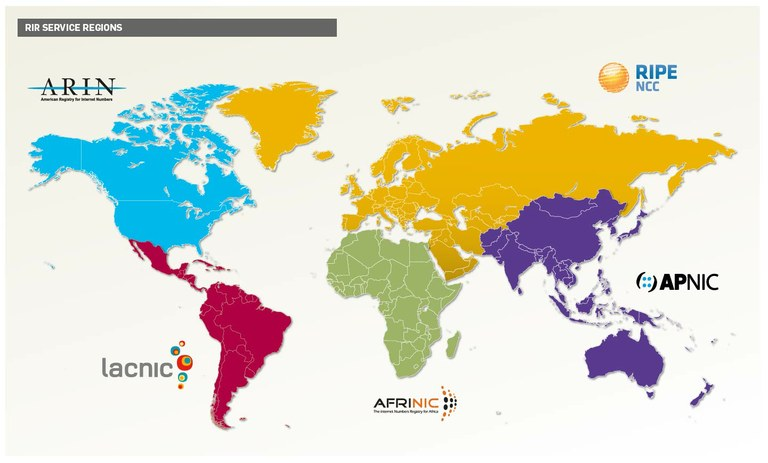 RIR SERVICE REGIONS
ARIN
American Registry for Internet Numbers
RIPE
NCC
APNIC
lacnic
AFRINIC
The Internet Numbers Registry for Africa